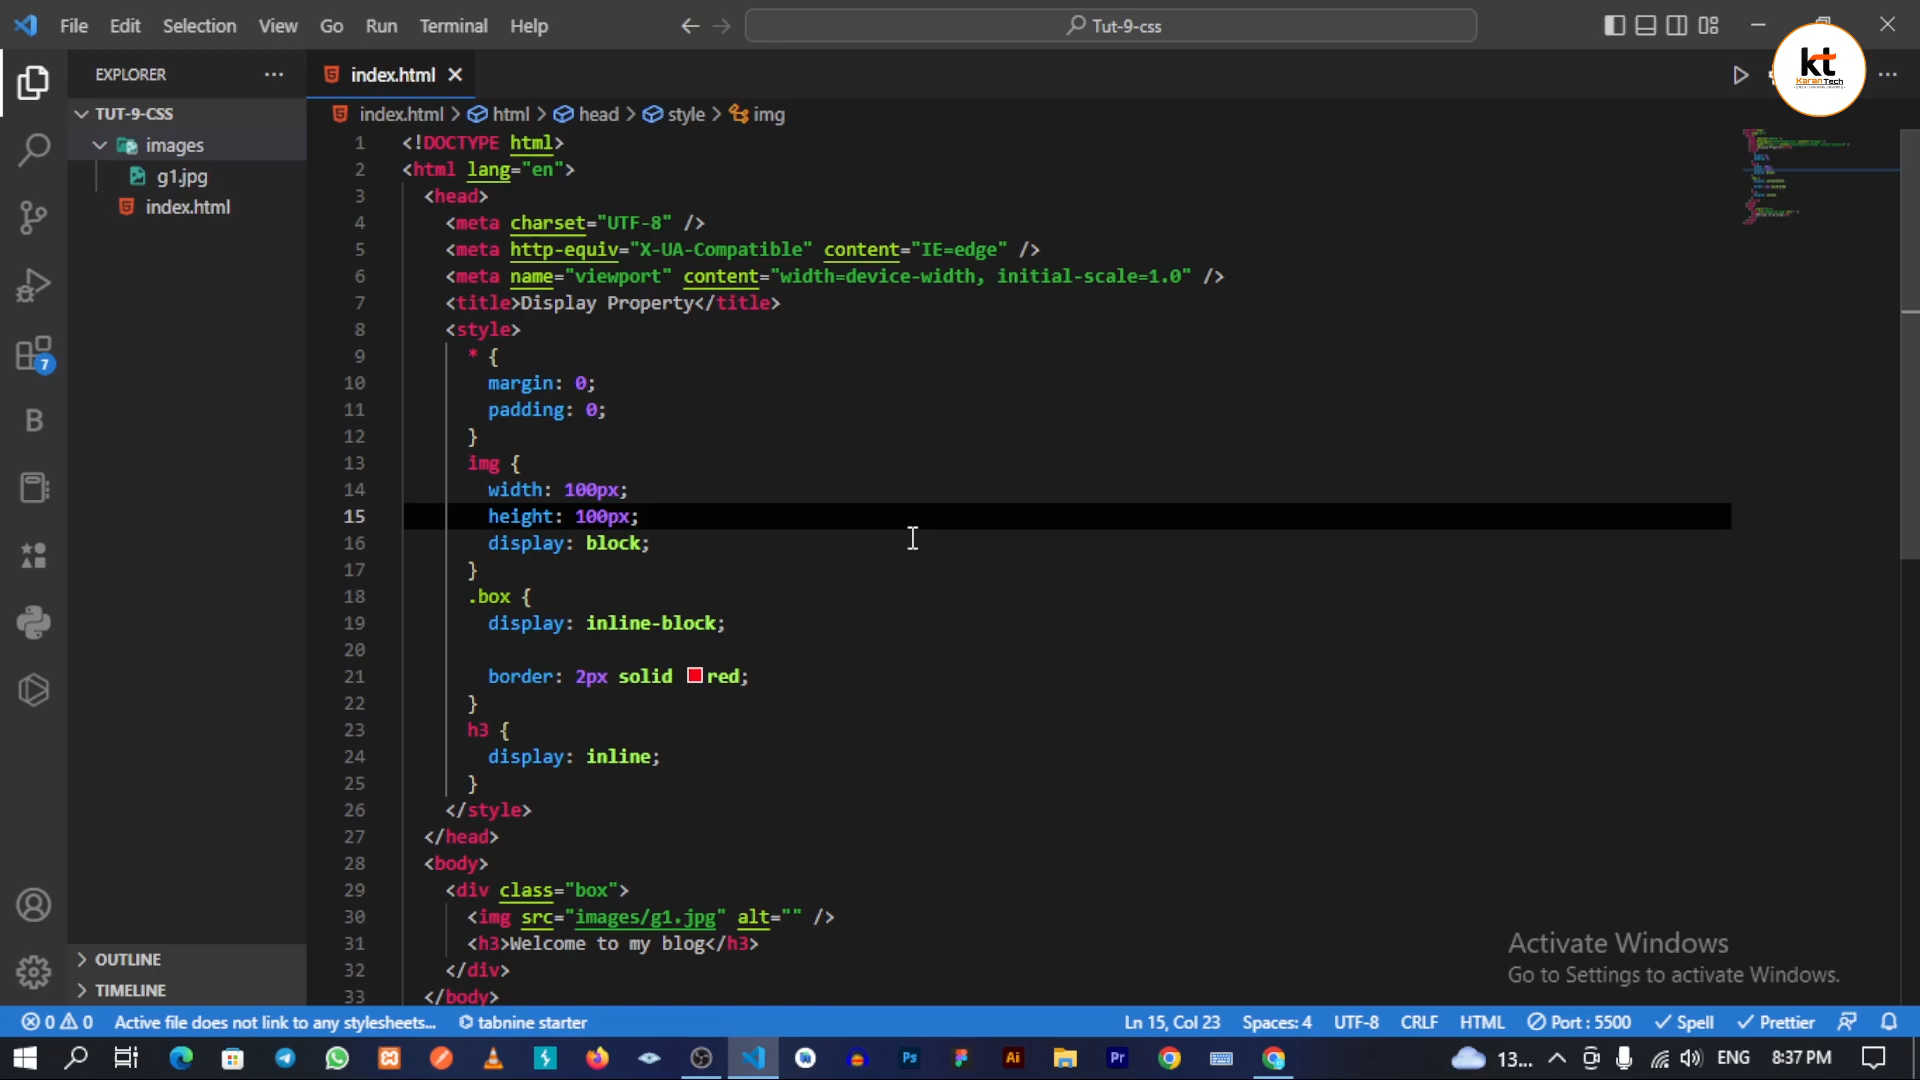 File Edit Selection View Go Run Terminal Help
Tut-9-css
kt
Karan Tech
EXPLORER
index.html
TUT-9-CSS
images
g1.jpg
index.html
index.html > html > head > style > img
1 <!DOCTYPE html>
2 <html lang="en">
3 <head>
4 <meta charset="UTF-8" />
5 <meta http-equiv="X-UA-Compatible" content="IE=edge" />
6 <meta name="viewport" content="width=device-width, initial-scale=1.0" />
7 <title>Display Property</title>
8 <style>
9 * {
10 margin: 0;
11 padding: 0;
12 }
13 img {
14 width: 100px;
15 height: 100px;
16 display: block;
17 }
18 .box {
19 display: inline-block;
20
21 border: 2px solid red;
22 }
23 h3 {
24 display: inline;
25 }
26 </style>
27 </head>
28 <body>
29 <div class="box">
30 <img src="images/g1.jpg" alt="" />
31 <h3>Welcome to my blog</h3>
32 </div>
33 </body>
7
B
OUTLINE
TIMELINE
Activate Windows
Go to Settings to activate Windows.
0 0 Active file does not link to any stylesheets... tabnine starter Ln 15, Col 23 Spaces: 4 UTF-8 CRLF HTML Port : 5500 Spell Prettier
Ps Ai Pr 13... ENG 8:37 PM